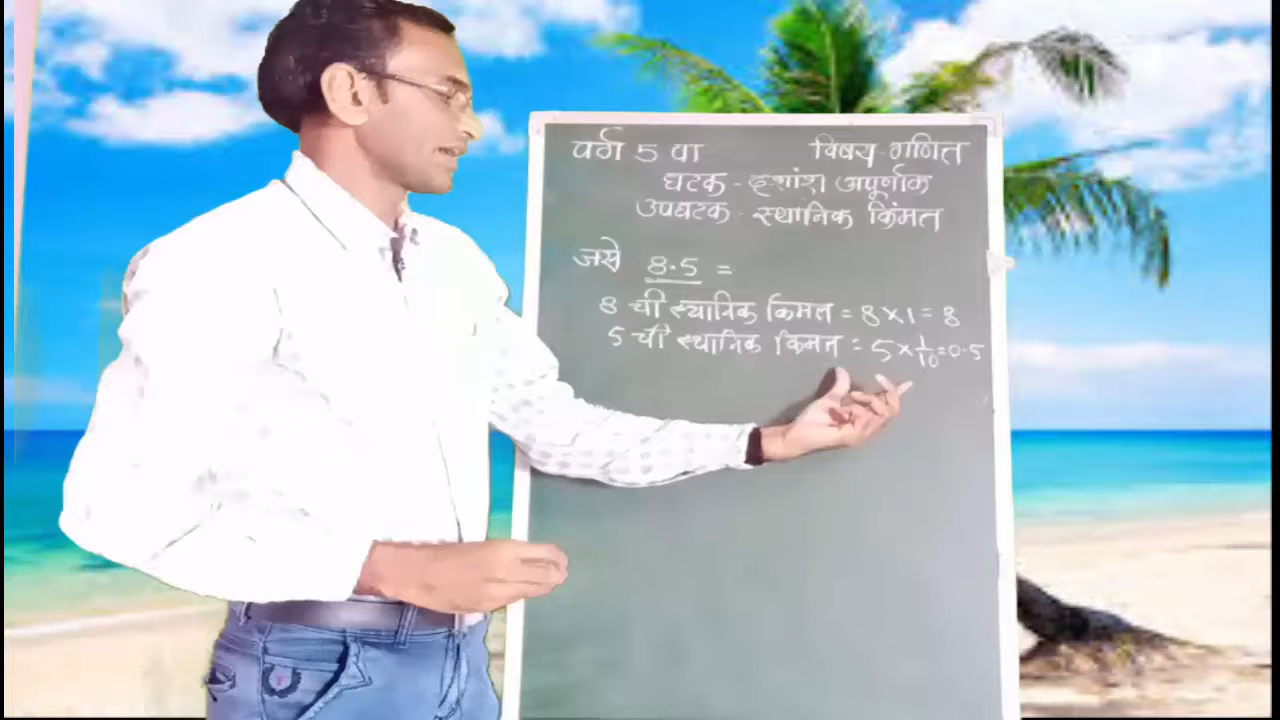 वर्ग 5 वा विषय - गणित
घटक - दशांश अपूर्णांक
उपघटक - स्थानिक किंमत
जसे 8.5 =
8 ची स्थानिक किंमत = 8 × 1 = 8
5 ची स्थानिक किंमत = 5 × 1/10 = 0.5